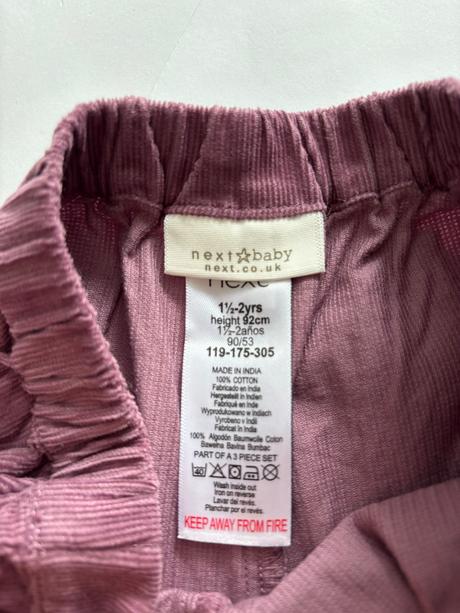 next☆baby
next.co.uk
next
1½-2yrs
height 92cm
1½-2años
90/53
119-175-305
MADE IN INDIA
100% COTTON
Fabricado en India
Hergestellt in Indien
Fabriqué en Inde
Wyprodukowano w Indiach
Vyrobeno v Indii
Fabricat în India
100% Algodón Baumwolle Coton
Bawełna Bavlna Bumbac
PART OF A 3 PIECE SET
40
Wash inside out
Iron on reverse
Lavar del revés.
Planchar por el revés.
KEEP AWAY FROM FIRE